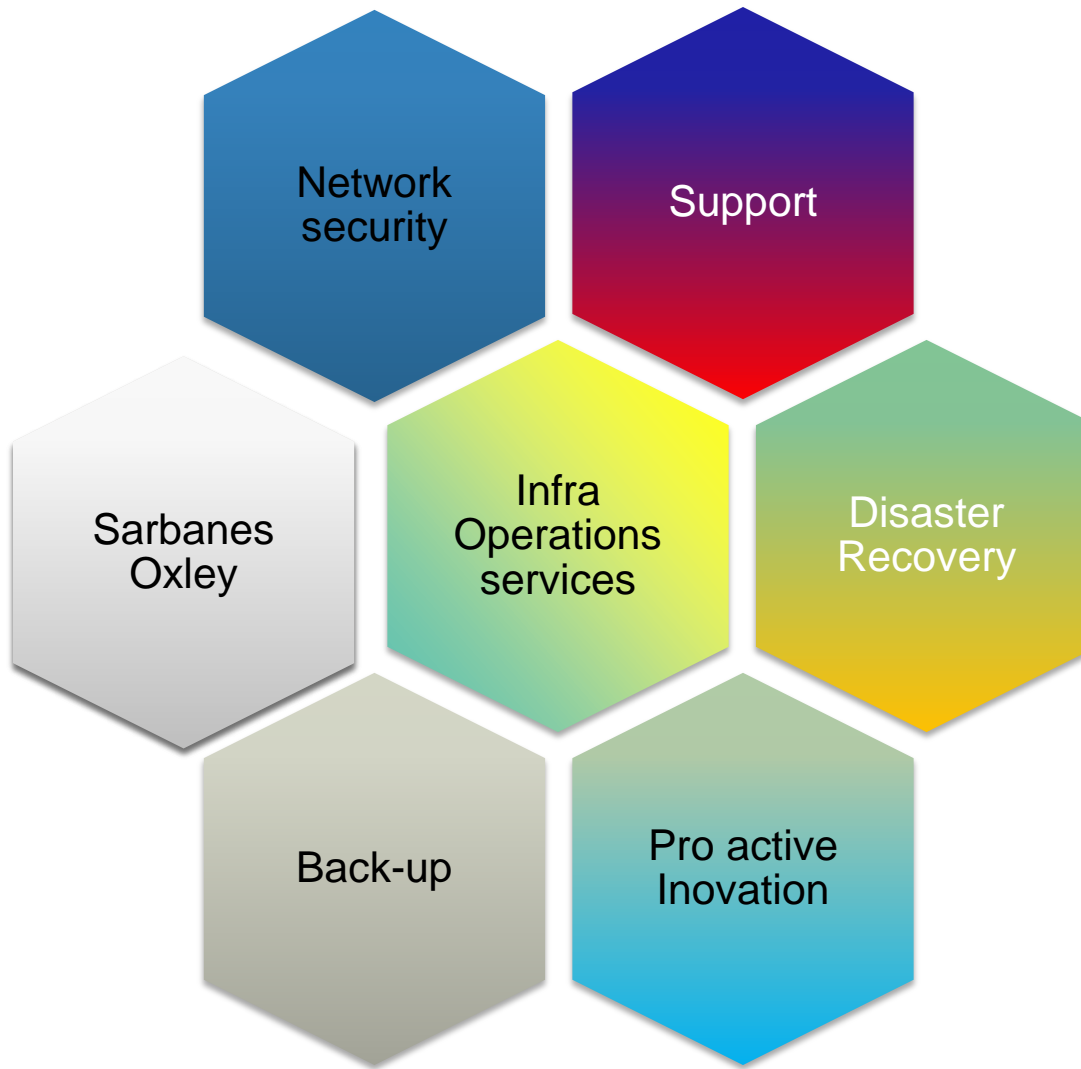 Network
security
Support
Sarbanes
Oxley
Infra
Operations
services
Disaster
Recovery
Back-up
Pro active
Inovation